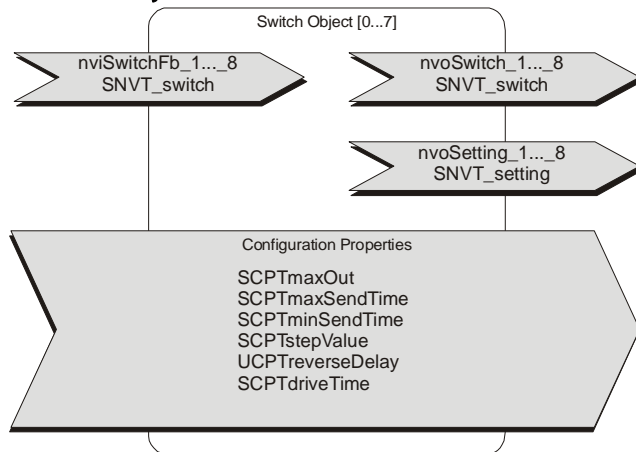 Switch Object [0...7]
nviSwitchFb_1..._8
SNVT_switch
nvoSwitch_1..._8
SNVT_switch
nvoSetting_1..._8
SNVT_setting
Configuration Properties
SCPTmaxOut
SCPTmaxSendTime
SCPTminSendTime
SCPTstepValue
UCPTreverseDelay
SCPTdriveTime